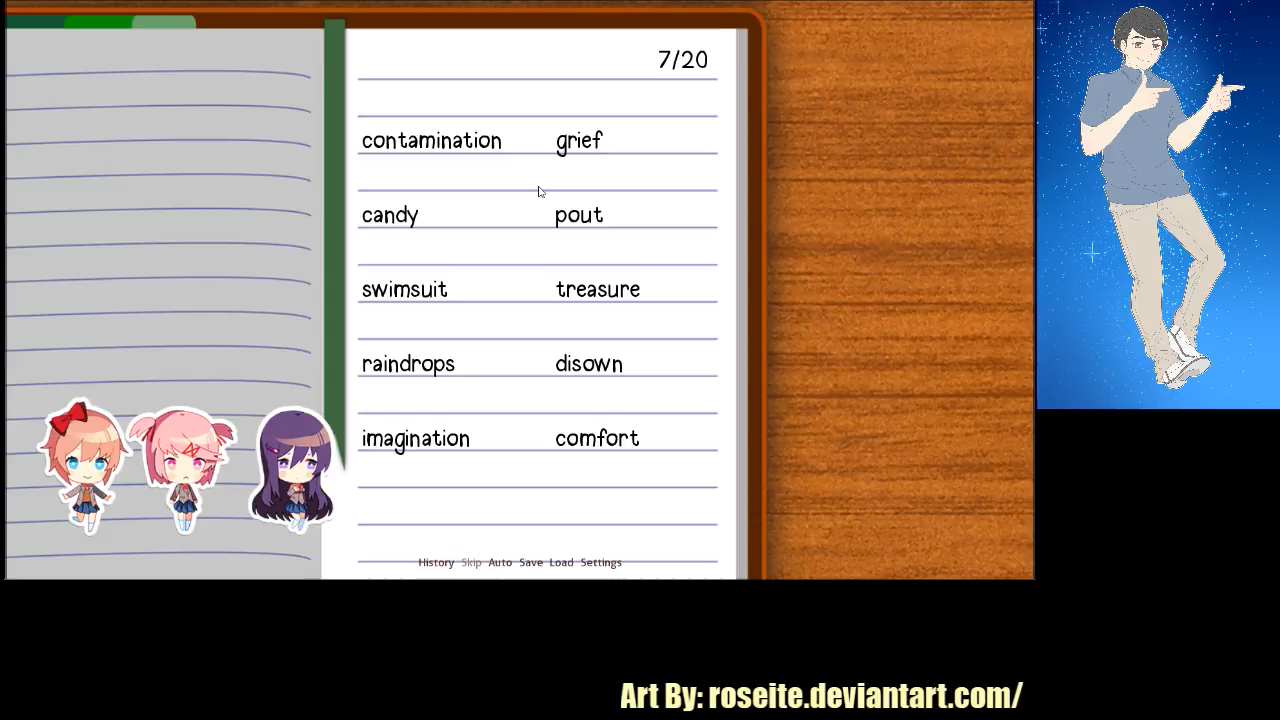 7/20
contamination grief
candy pout
swimsuit treasure
raindrops disown
imagination comfort
History Skip Auto Save Load Settings
Art By: roseite.deviantart.com/